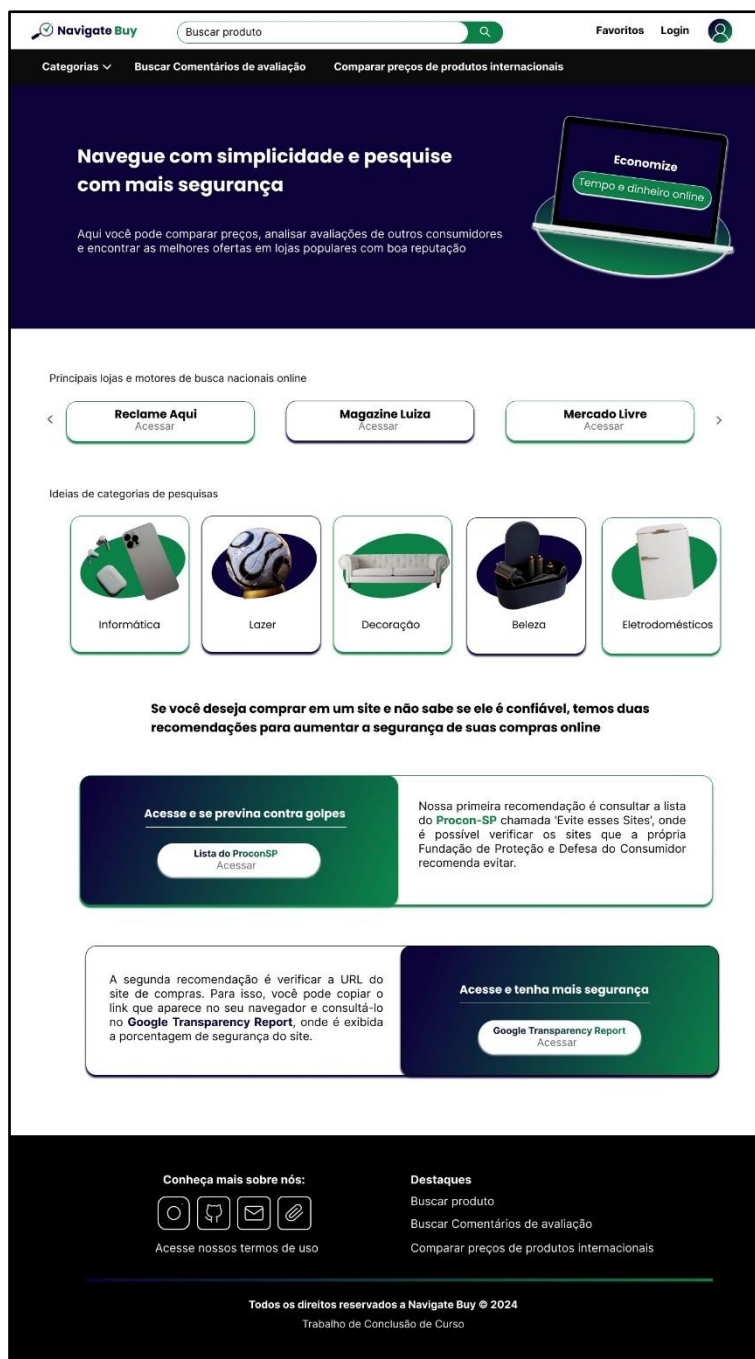 Navigate Buy
Buscar produto
Favoritos
Login
Categorias
Buscar Comentários de avaliação
Comparar preços de produtos internacionais
Navegue com simplicidade e pesquise
com mais segurança
Aqui você pode comparar preços, analisar avaliações de outros consumidores
e encontrar as melhores ofertas em lojas populares com boa reputação
Economize
Tempo e dinheiro online
Principais lojas e motores de busca nacionais online
Reclame Aqui
Acessar
Magazine Luiza
Acessar
Mercado Livre
Acessar
Ideias de categorias de pesquisas
Informática
Lazer
Decoração
Beleza
Eletrodomésticos
Se você deseja comprar em um site e não sabe se ele é confiável, temos duas
recomendações para aumentar a segurança de suas compras online
Acesse e se previna contra golpes
Lista do ProconSP
Acessar
Nossa primeira recomendação é consultar a lista
do Procon-SP chamada 'Evite esses Sites', onde
é possível verificar os sites que a própria
Fundação de Proteção e Defesa do Consumidor
recomenda evitar.
A segunda recomendação é verificar a URL do
site de compras. Para isso, você pode copiar o
link que aparece no seu navegador e consultá-lo
no Google Transparency Report, onde é exibida
a porcentagem de segurança do site.
Acesse e tenha mais segurança
Google Transparency Report
Acessar
Conheça mais sobre nós:
Acesse nossos termos de uso
Destaques
Buscar produto
Buscar Comentários de avaliação
Comparar preços de produtos internacionais
Todos os direitos reservados a Navigate Buy © 2024
Trabalho de Conclusão de Curso